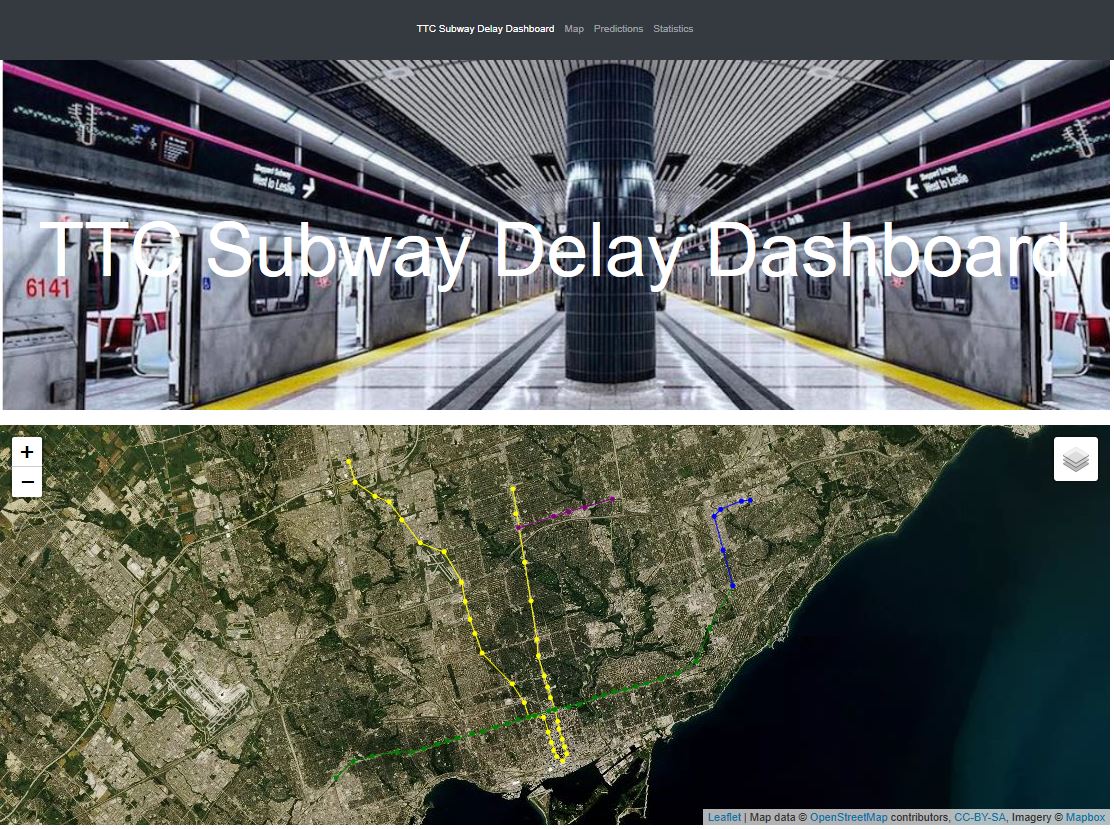 TTC Subway Delay Dashboard Map Predictions Statistics
Sheppard Subway
West to Leslie
Sheppard Subway
West to Leslie
TTC Subway Delay Dashboard
6141
+
−
Leaflet | Map data © OpenStreetMap contributors, CC-BY-SA, Imagery © Mapbox